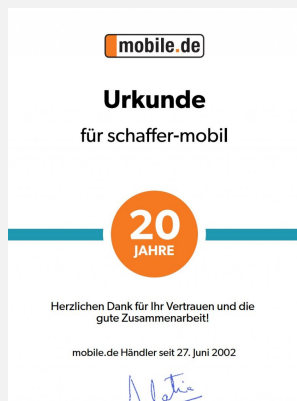 mobile.de
Urkunde
für schaffer-mobil
20
JAHRE
Herzlichen Dank für Ihr Vertrauen und die
gute Zusammenarbeit!
mobile.de Händler seit 27. Juni 2002